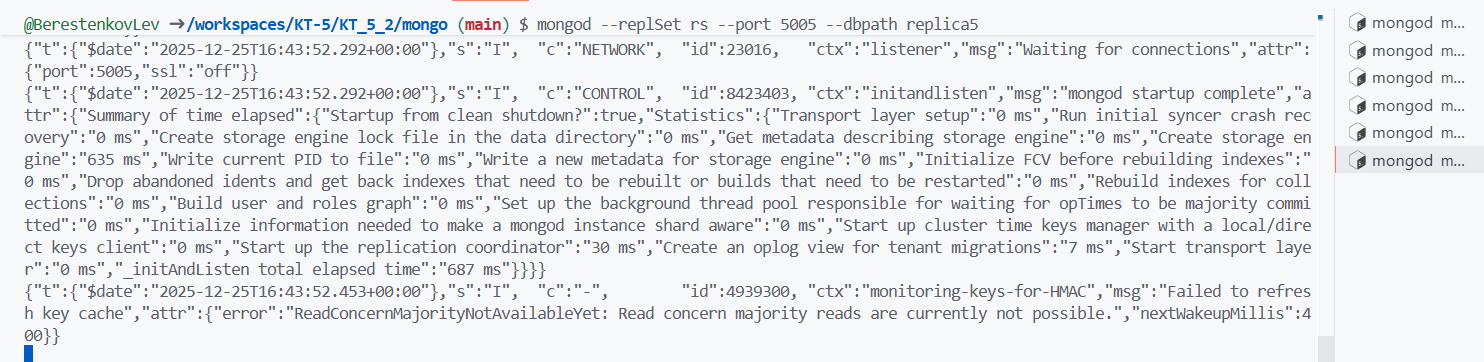 @BerestenkovLev ➜/workspaces/KT-5/KT_5_2/mongo (main) $ mongod --replSet rs --port 5005 --dbpath replica5
{"t":{"$date":"2025-12-25T16:43:52.292+00:00"},"s":"I",  "c":"NETWORK",  "id":23016,   "ctx":"listener","msg":"Waiting for connections","attr":
{"port":5005,"ssl":"off"}}
{"t":{"$date":"2025-12-25T16:43:52.292+00:00"},"s":"I",  "c":"CONTROL",  "id":8423403, "ctx":"initandlisten","msg":"mongod startup complete","a
ttr":{"Summary of time elapsed":{"Startup from clean shutdown?":true,"Statistics":{"Transport layer setup":"0 ms","Run initial syncer crash rec
overy":"0 ms","Create storage engine lock file in the data directory":"0 ms","Get metadata describing storage engine":"0 ms","Create storage en
gine":"635 ms","Write current PID to file":"0 ms","Write a new metadata for storage engine":"0 ms","Initialize FCV before rebuilding indexes":"
0 ms","Drop abandoned idents and get back indexes that need to be rebuilt or builds that need to be restarted":"0 ms","Rebuild indexes for coll
ections":"0 ms","Build user and roles graph":"0 ms","Set up the background thread pool responsible for waiting for opTimes to be majority commi
tted":"0 ms","Initialize information needed to make a mongod instance shard aware":"0 ms","Start up cluster time keys manager with a local/dire
ct keys client":"0 ms","Start up the replication coordinator":"30 ms","Create an oplog view for tenant migrations":"7 ms","Start transport laye
r":"0 ms","_initAndListen total elapsed time":"687 ms"}}}}
{"t":{"$date":"2025-12-25T16:43:52.453+00:00"},"s":"I",  "c":"-",        "id":4939300, "ctx":"monitoring-keys-for-HMAC","msg":"Failed to refres
h key cache","attr":{"error":"ReadConcernMajorityNotAvailableYet: Read concern majority reads are currently not possible.","nextWakeupMillis":4
00}}
mongod m...
mongod m...
mongod m...
mongod m...
mongod m...
mongod m...